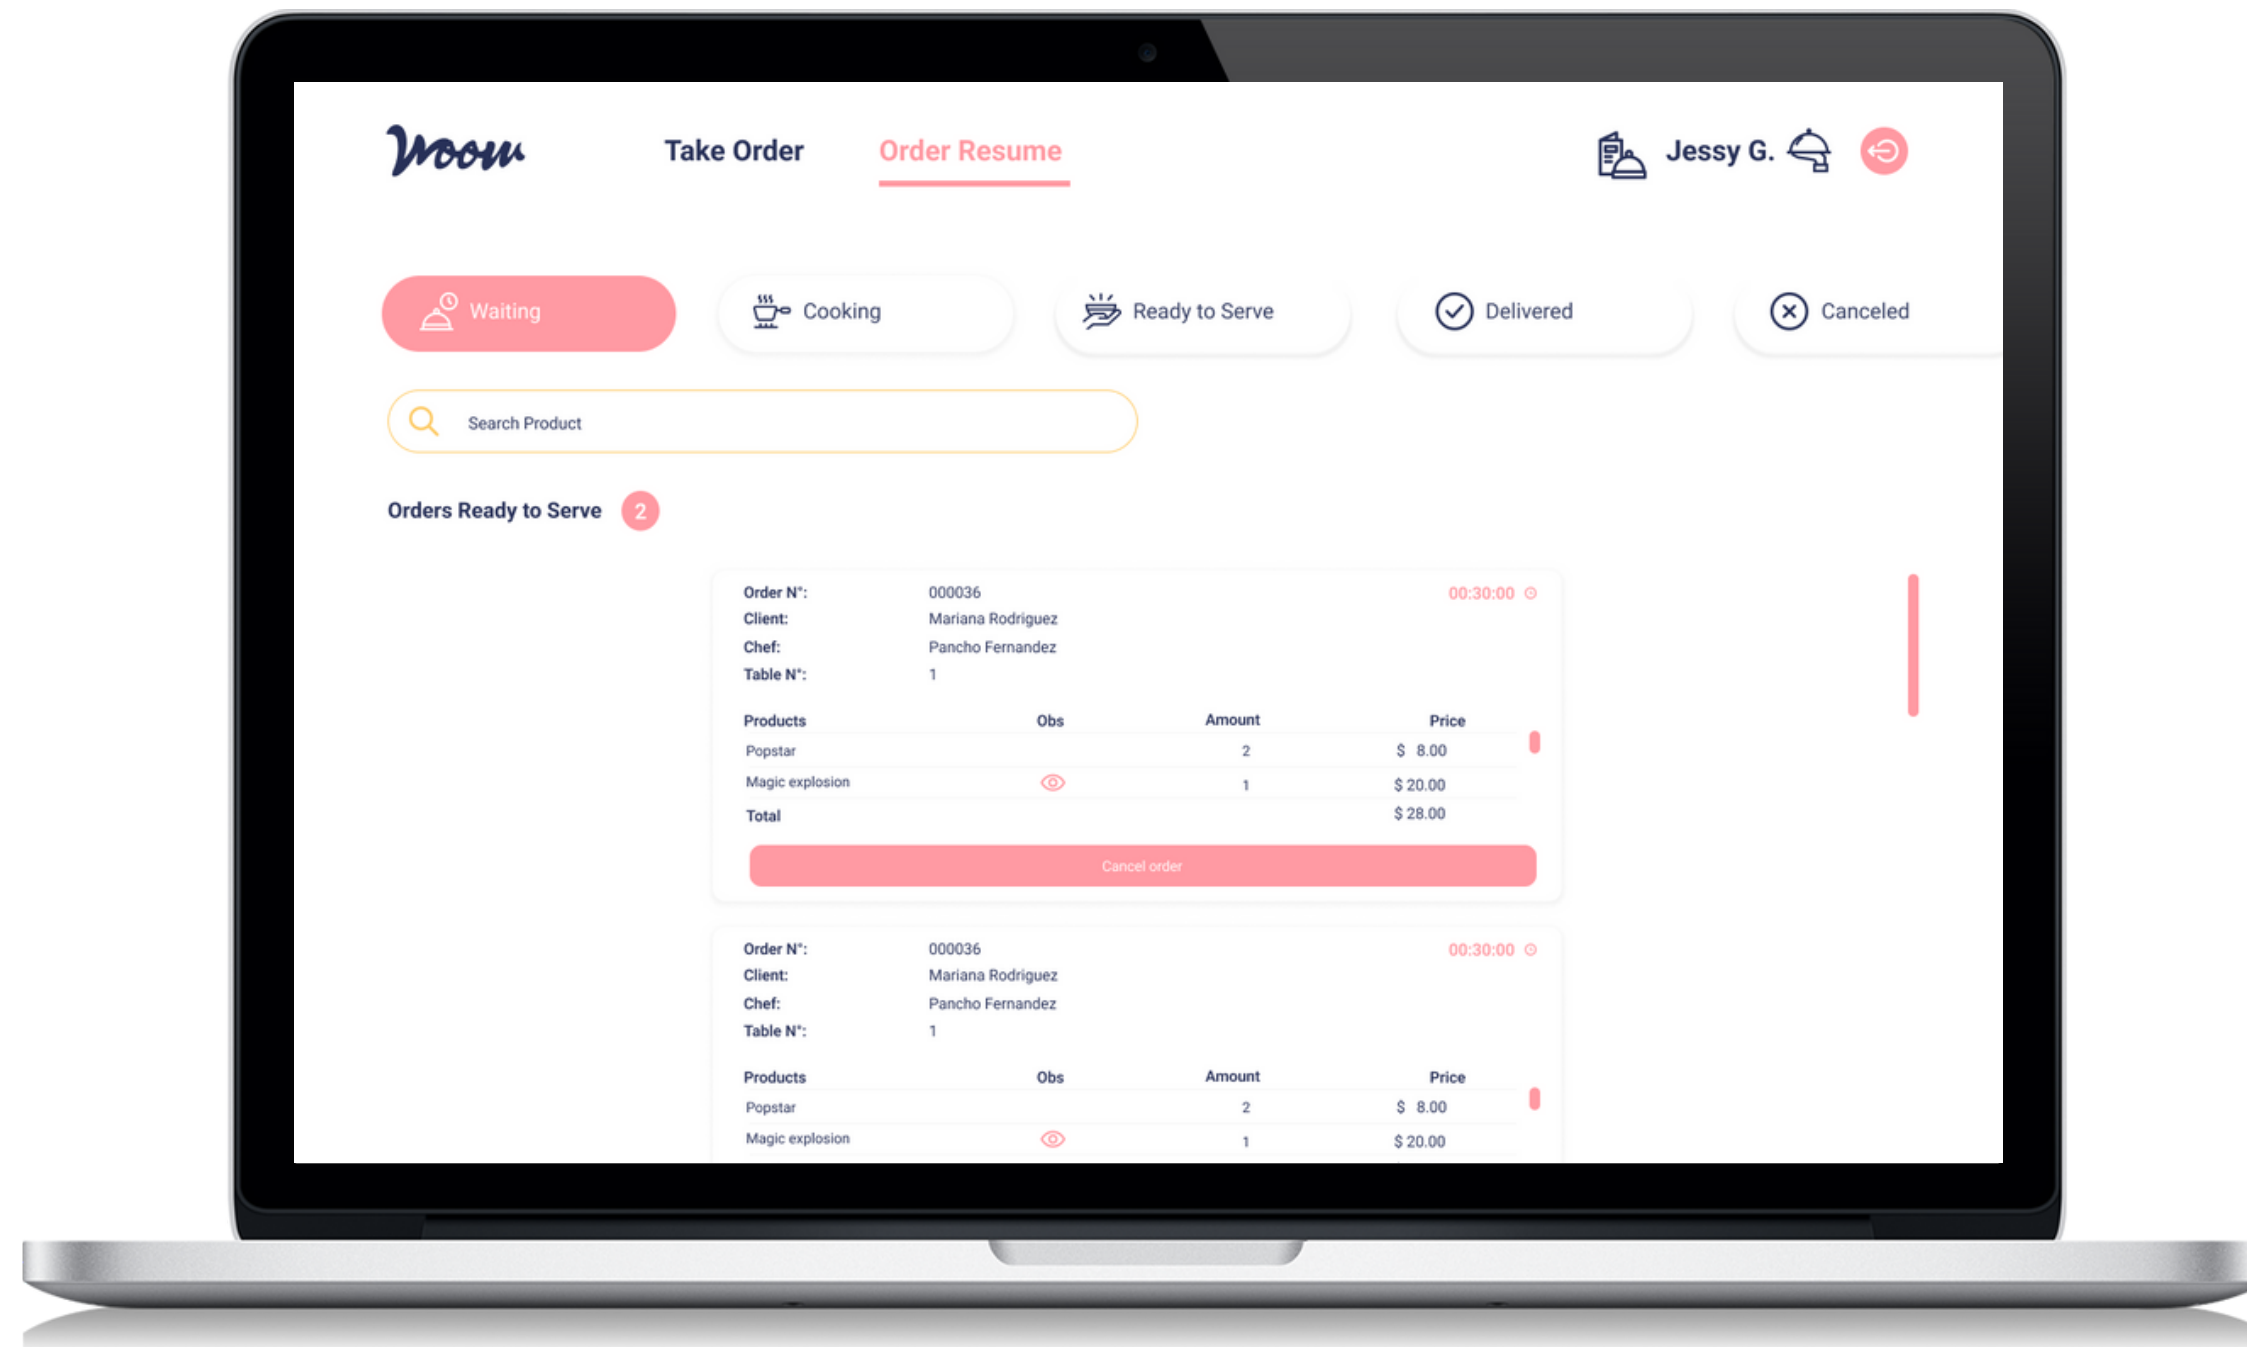 Woow
Take Order
Order Resume
Jessy G.
Waiting
Cooking
Ready to Serve
Delivered
Canceled
Search Product
Orders Ready to Serve 2
Order N°: 000036 00:30:00
Client: Mariana Rodriguez
Chef: Pancho Fernandez
Table N°: 1
Products Obs Amount Price
Popstar 2 $ 8.00
Magic explosion 1 $ 20.00
Total $ 28.00
Cancel order
Order N°: 000036 00:30:00
Client: Mariana Rodriguez
Chef: Pancho Fernandez
Table N°: 1
Products Obs Amount Price
Popstar 2 $ 8.00
Magic explosion 1 $ 20.00